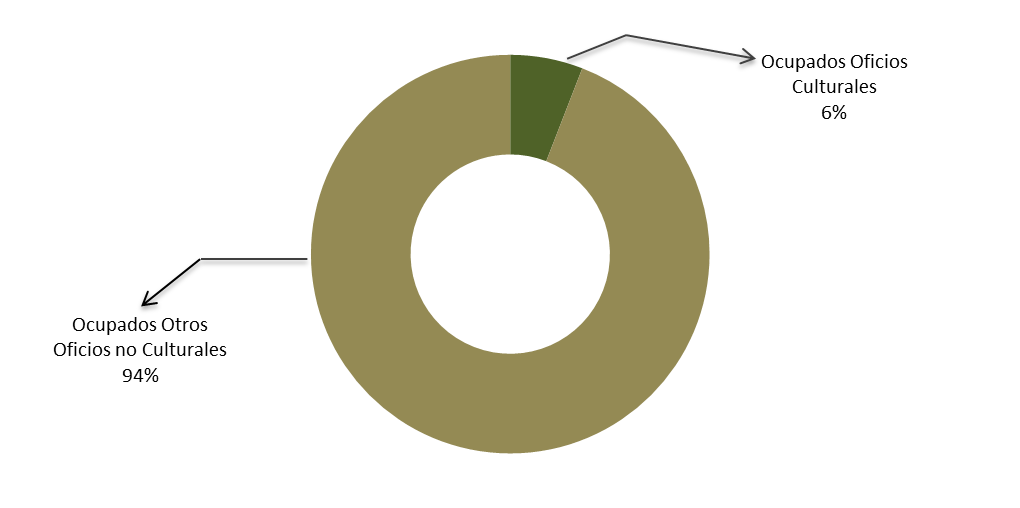 Ocupados Oficios
Culturales
6%
Ocupados Otros
Oficios no Culturales
94%